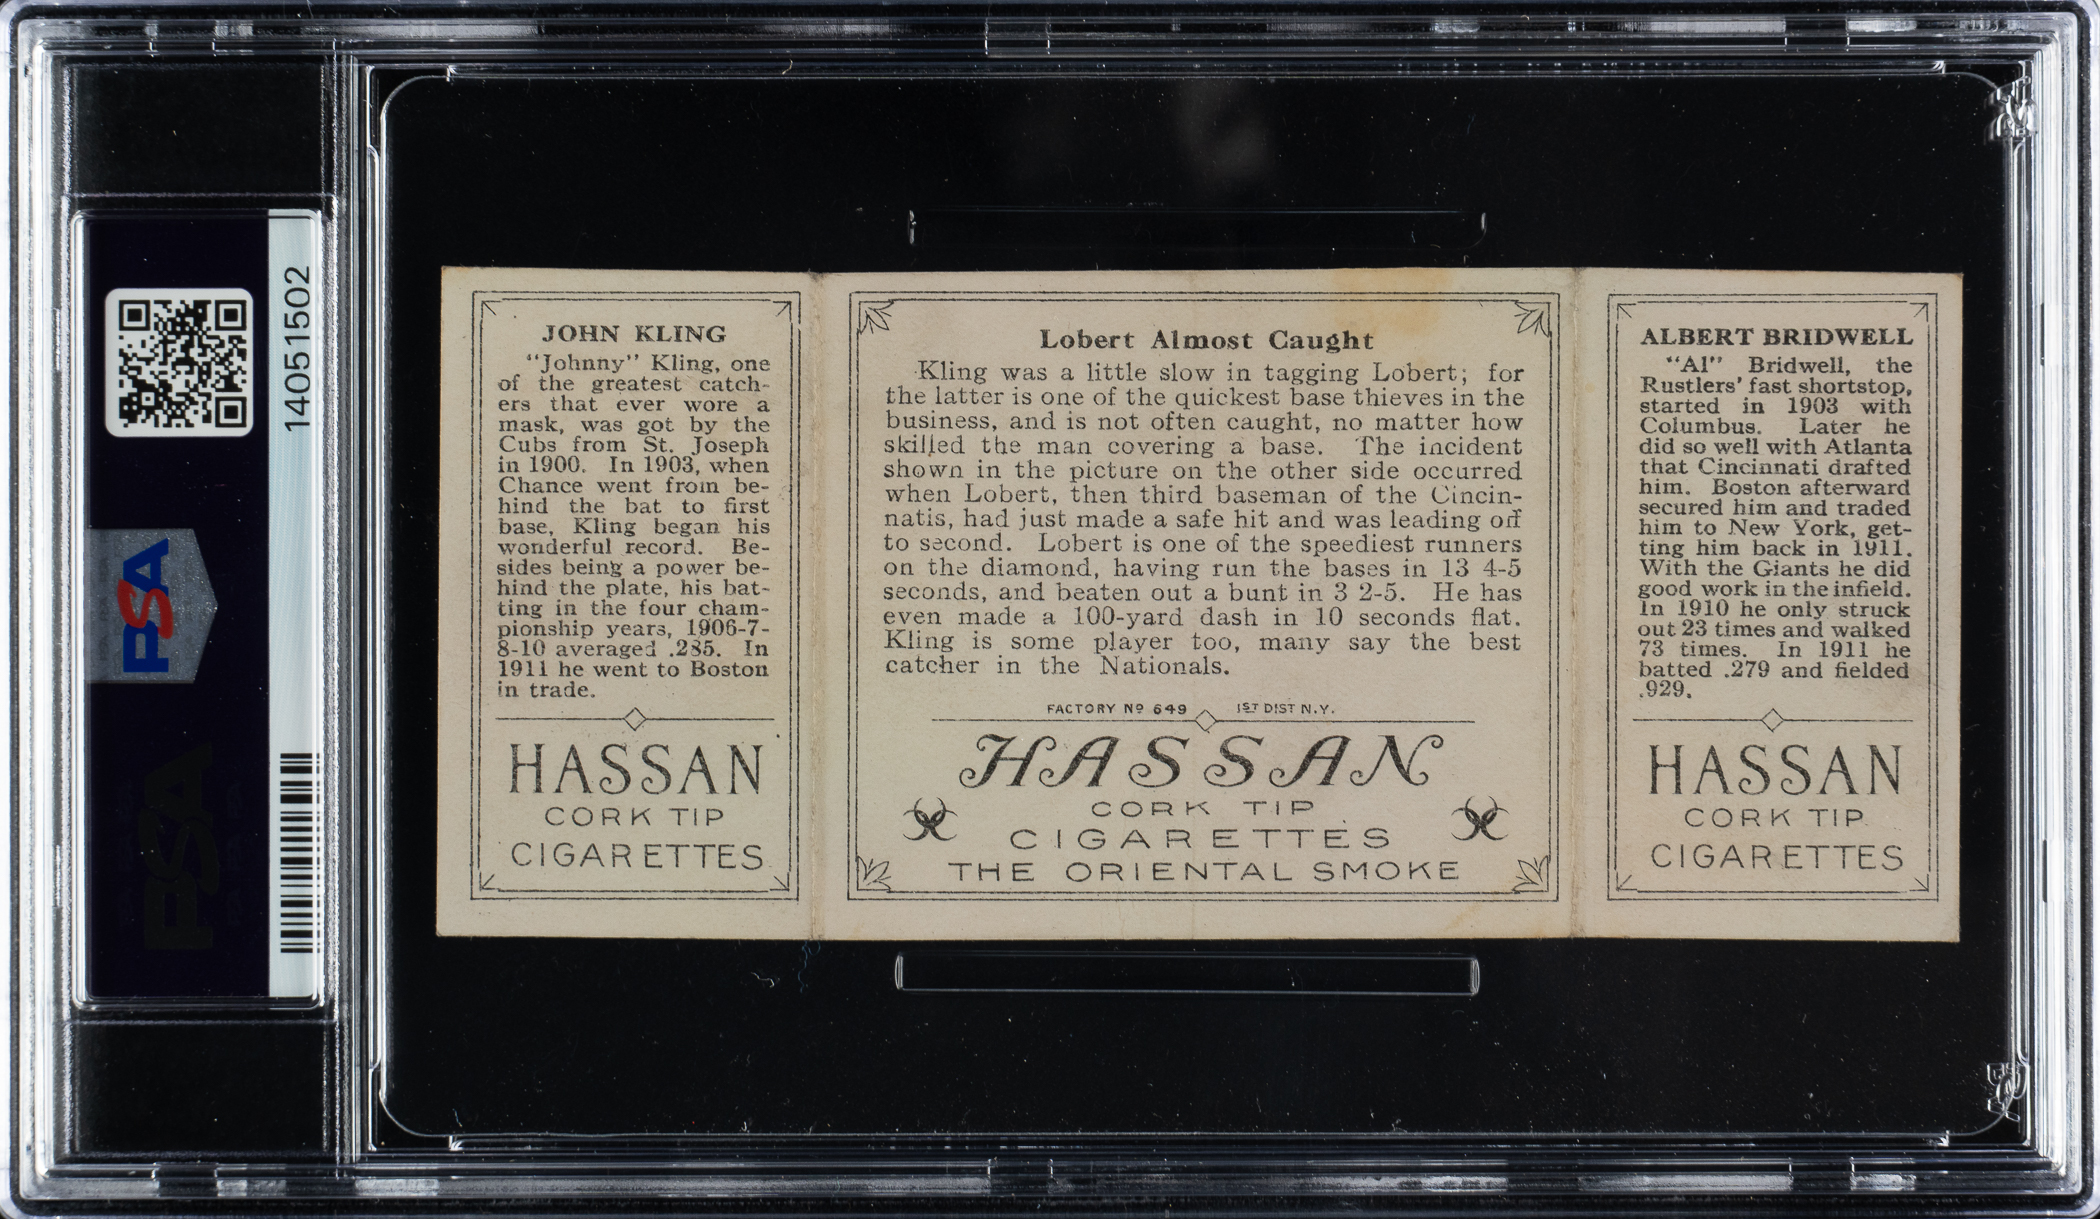 14051502
PSA
PSA
JOHN KLING
"Johnny" Kling, one
of the greatest catch-
ers that ever wore a
mask, was got by the
Cubs from St. Joseph
in 1900. In 1903, when
Chance went from be-
hind the bat to first
base, Kling began his
wonderful record. Be-
sides being a power be-
hind the plate, his bat-
ting in the four cham-
pionship years, 1906-7-
8-10 averaged .285. In
1911 he went to Boston
in trade.
HASSAN
CORK TIP
CIGARETTES
Lobert Almost Caught
Kling was a little slow in tagging Lobert; for
the latter is one of the quickest base thieves in the
business, and is not often caught, no matter how
skilled the man covering a base. The incident
shown in the picture on the other side occurred
when Lobert, then third baseman of the Cincin-
natis, had just made a safe hit and was leading off
to second. Lobert is one of the speediest runners
on the diamond, having run the bases in 13 4-5
seconds, and beaten out a bunt in 3 2-5. He has
even made a 100-yard dash in 10 seconds flat.
Kling is some player too, many say the best
catcher in the Nationals.
FACTORY Nº 649 1ST DIST N.Y.
HASSAN
CORK TIP
CIGARETTES
THE ORIENTAL SMOKE
ALBERT BRIDWELL
"Al" Bridwell, the
Rustlers' fast shortstop,
started in 1903 with
Columbus. Later he
did so well with Atlanta
that Cincinnati drafted
him. Boston afterward
secured him and traded
him to New York, get-
ting him back in 1911.
With the Giants he did
good work in the infield.
In 1910 he only struck
out 23 times and walked
73 times. In 1911 he
batted .279 and fielded
.929.
HASSAN
CORK TIP
CIGARETTES